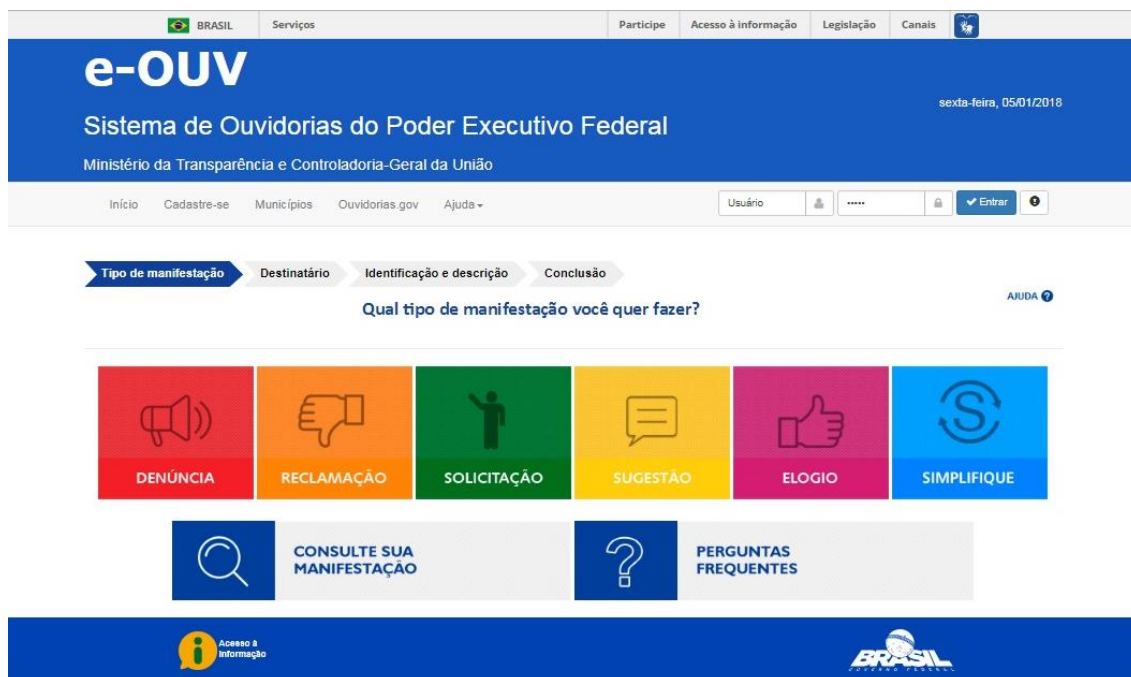 BRASIL Serviços Participe Acesso à informação Legislação Canais
e-OUV
sexta-feira, 05/01/2018
Sistema de Ouvidorias do Poder Executivo Federal
Ministério da Transparência e Controladoria-Geral da União
Início Cadastre-se Municípios Ouvidorias.gov Ajuda Usuário ••••• Entrar
Tipo de manifestação Destinatário Identificação e descrição Conclusão
AJUDA ?
Qual tipo de manifestação você quer fazer?
S
DENÚNCIA RECLAMAÇÃO SOLICITAÇÃO SUGESTÃO ELOGIO SIMPLIFIQUE
CONSULTE SUA
MANIFESTAÇÃO
?
PERGUNTAS
FREQUENTES
i
Acesso à
Informação
BRASIL
GOVERNO FEDERAL